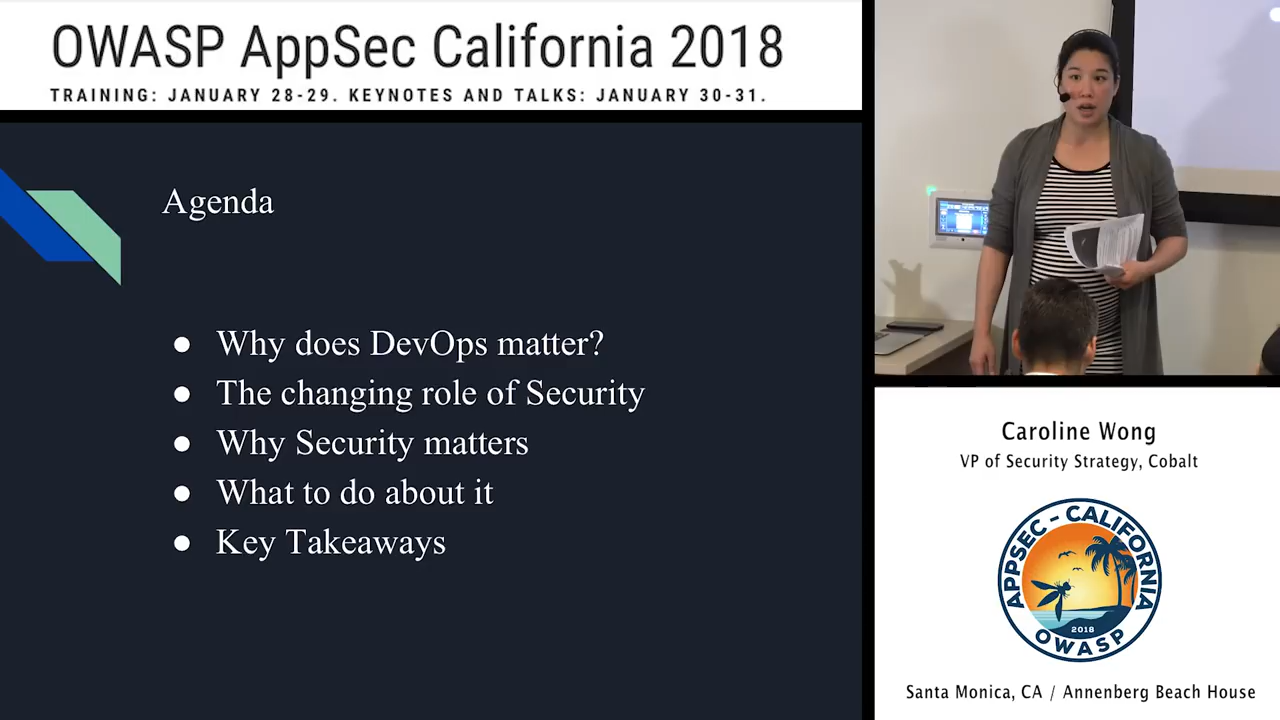 OWASP AppSec California 2018
TRAINING: JANUARY 28-29. KEYNOTES AND TALKS: JANUARY 30-31.
Agenda
● Why does DevOps matter?
● The changing role of Security
● Why Security matters
● What to do about it
● Key Takeaways
Caroline Wong
VP of Security Strategy, Cobalt
APPSEC - CALIFORNIA
2018
OWASP
Santa Monica, CA / Annenberg Beach House